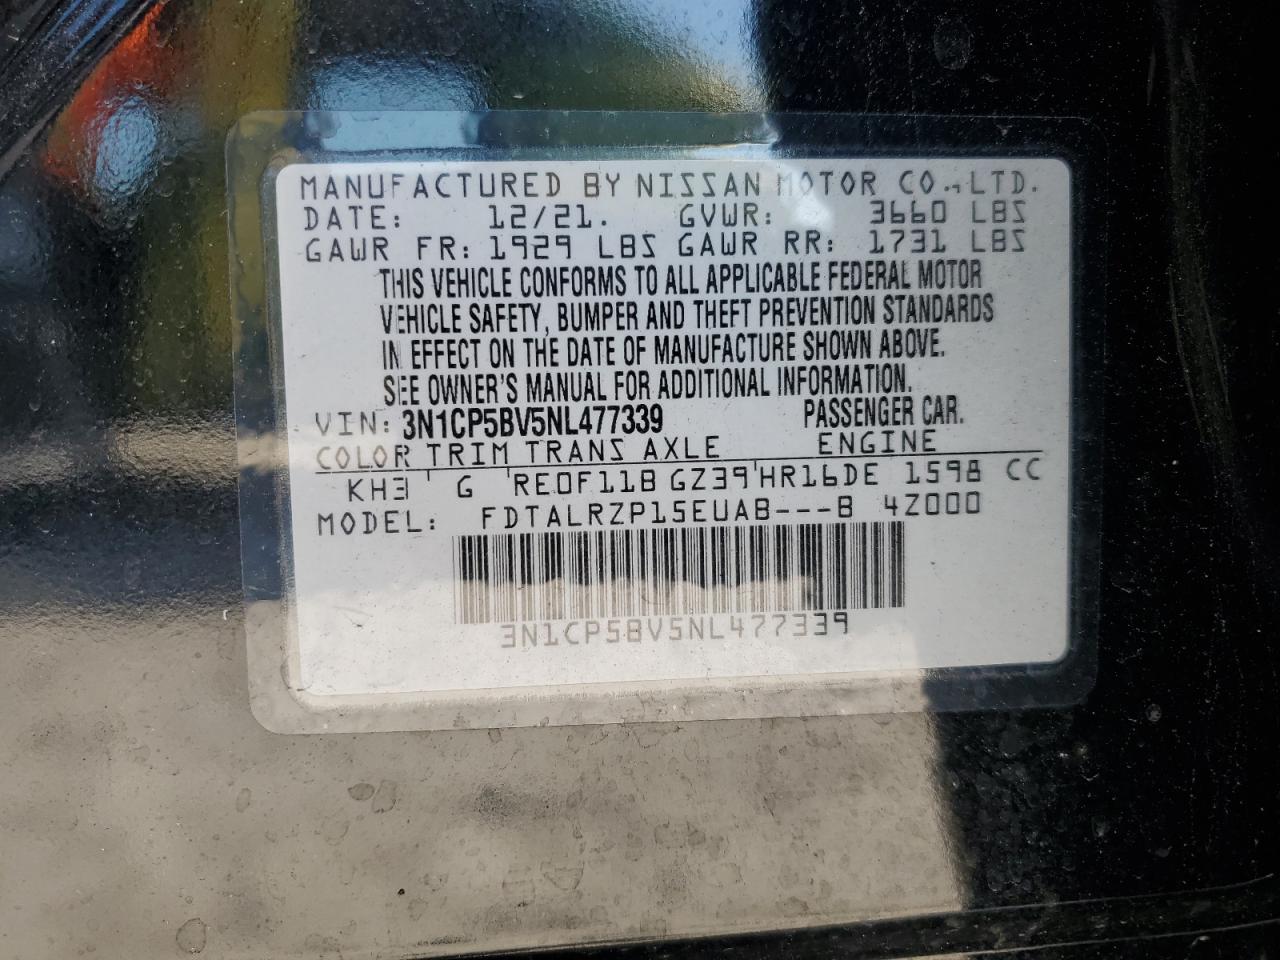 MANUFACTURED BY NISSAN MOTOR CO.,LTD.
DATE: 12/21. GVWR: 3660 LBS
GAWR FR: 1929 LBS GAWR RR: 1731 LBS
THIS VEHICLE CONFORMS TO ALL APPLICABLE FEDERAL MOTOR
VEHICLE SAFETY, BUMPER AND THEFT PREVENTION STANDARDS
IN EFFECT ON THE DATE OF MANUFACTURE SHOWN ABOVE.
SEE OWNER'S MANUAL FOR ADDITIONAL INFORMATION.
VIN: 3N1CP5BV5NL477339 PASSENGER CAR.
COLOR TRIM TRANS AXLE ENGINE
KH3 ' G 'RE0F11B GZ39'HR16DE 1598 CC
MODEL: FDTALRZP15EUAB---B 4Z000
3N1CP5BV5NL477339